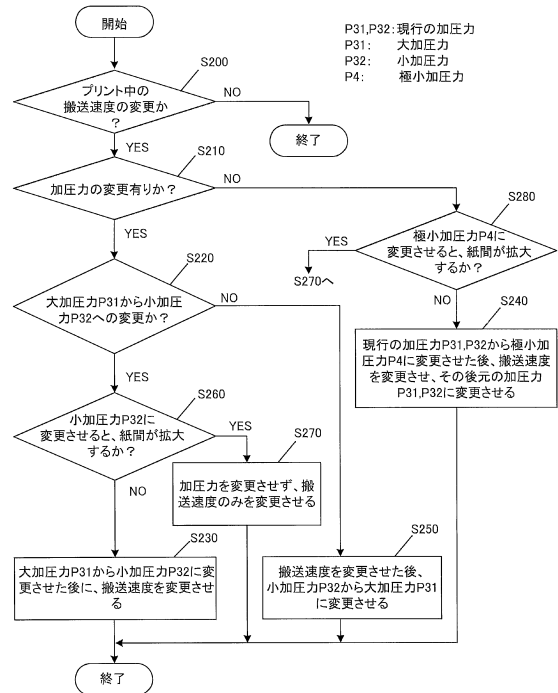 開始
P31,P32:現行の加圧力
P31: 大加圧力
P32: 小加圧力
P4: 極小加圧力
S200
プリント中の
搬送速度の変更か
?
NO
終了
YES
S210
加圧力の変更有りか?
NO
YES
S280
極小加圧力P4に
変更させると、紙間が拡大
するか?
YES
S270へ
NO
S220
大加圧力P31から小加圧
力P32への変更か?
NO
YES
S240
現行の加圧力P31,P32から極小加
圧力P4に変更させた後、搬送速度
を変更させ、その後元の加圧力
P31,P32に変更させる
S260
小加圧力P32に
変更させると、紙間が拡大
するか?
YES
NO
S270
加圧力を変更させず、搬
送速度のみを変更させる
S230
大加圧力P31から小加圧力P32に変
更させた後に、搬送速度を変更させ
る
S250
搬送速度を変更させた後、
小加圧力P32から大加圧力P31
に変更させる
終了